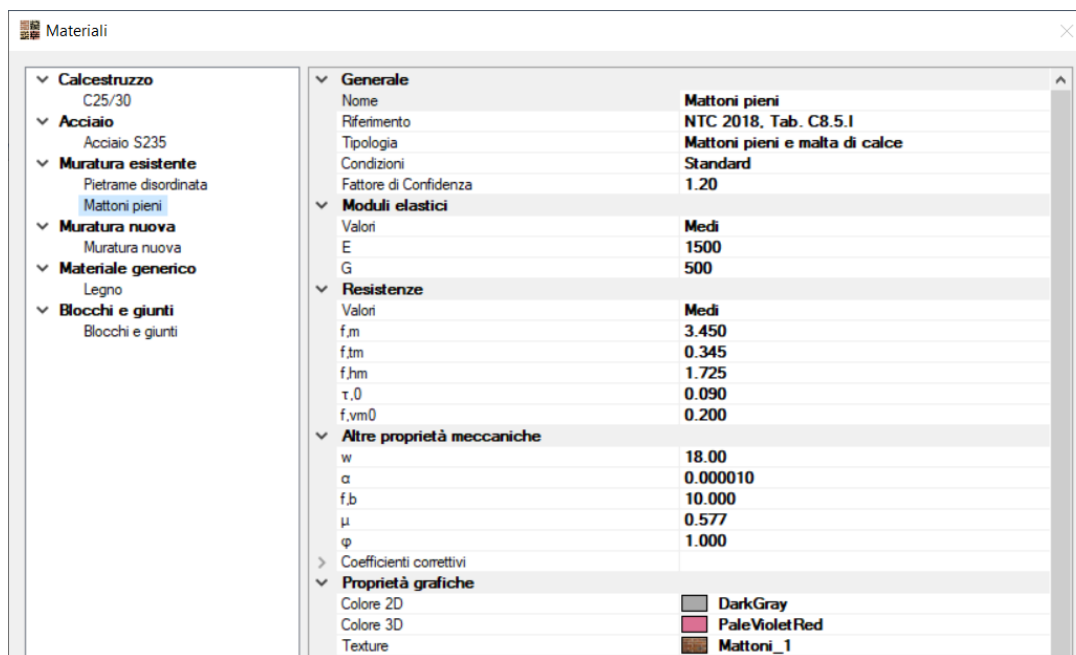 Materiali
Calcestruzzo
C25/30
Acciaio
Acciaio S235
Muratura esistente
Pietrame disordinata
Mattoni pieni
Muratura nuova
Muratura nuova
Materiale generico
Legno
Blocchi e giunti
Blocchi e giunti
Generale
Nome Mattoni pieni
Riferimento NTC 2018, Tab. C8.5.I
Tipologia Mattoni pieni e malta di calce
Condizioni Standard
Fattore di Confidenza 1.20
Moduli elastici
Valori Medi
E 1500
G 500
Resistenze
Valori Medi
f,m 3.450
f,tm 0.345
f,hm 1.725
τ,0 0.090
f,vm0 0.200
Altre proprietà meccaniche
w 18.00
α 0.000010
f,b 10.000
μ 0.577
φ 1.000
Coefficienti correttivi
Proprietà grafiche
Colore 2D DarkGray
Colore 3D PaleVioletRed
Texture Mattoni_1